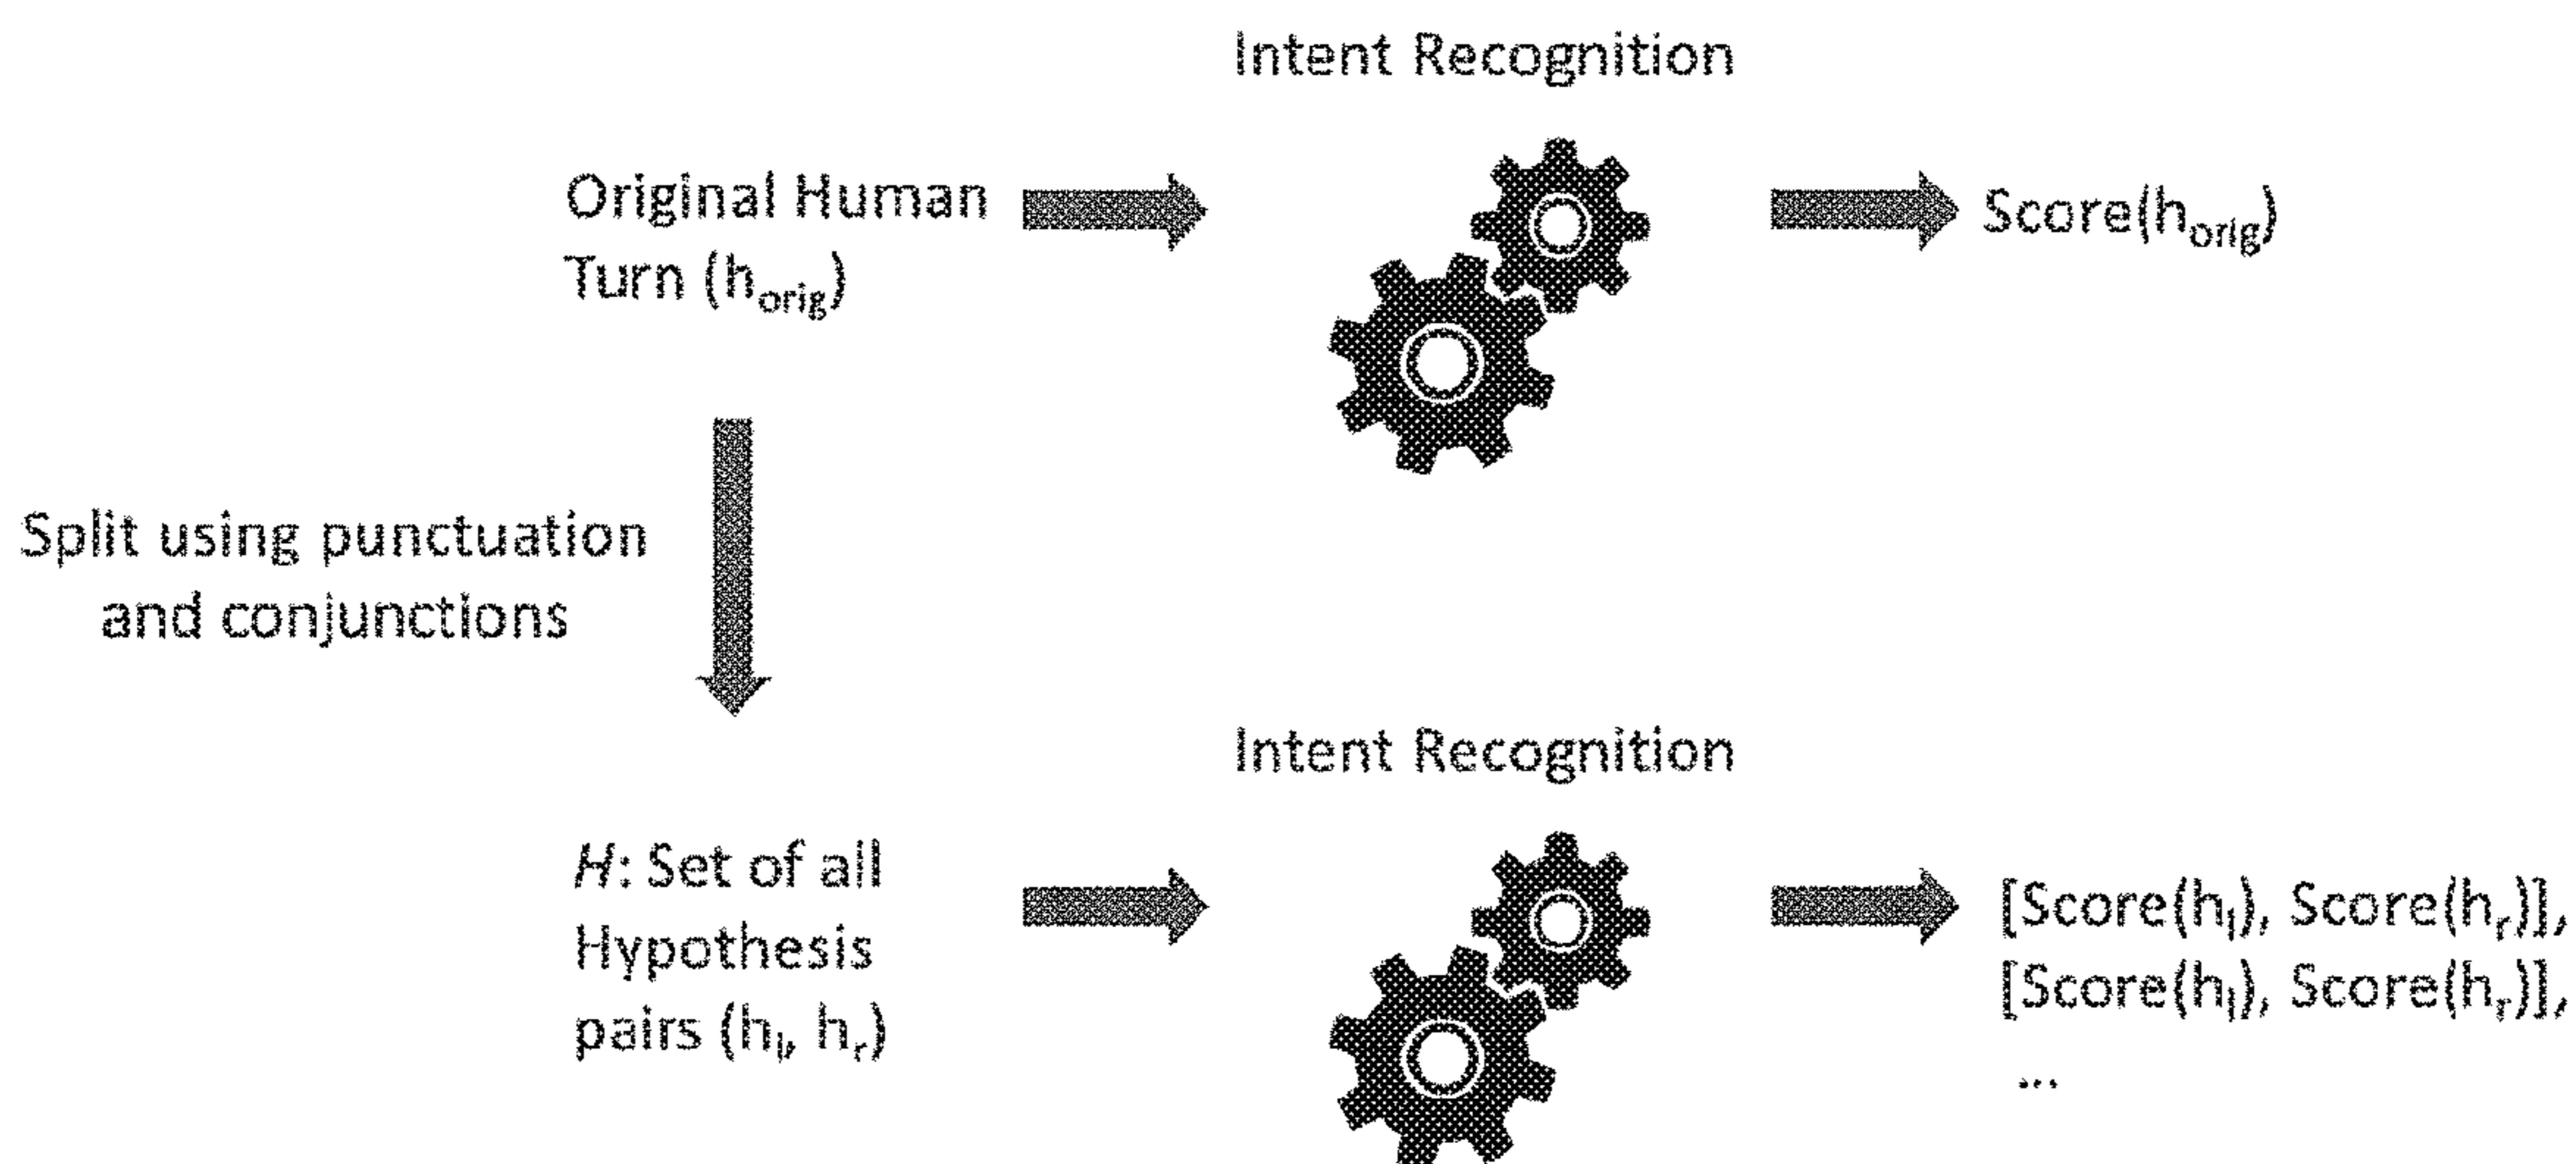 Intent Recognition
Original Human
Turn (h_orig)
Score(h_orig)
Split using punctuation
and conjunctions
Intent Recognition
H: Set of all
Hypothesis
pairs (h_l, h_r)
[Score(h_l), Score(h_r)],
[Score(h_l), Score(h_r)],
...